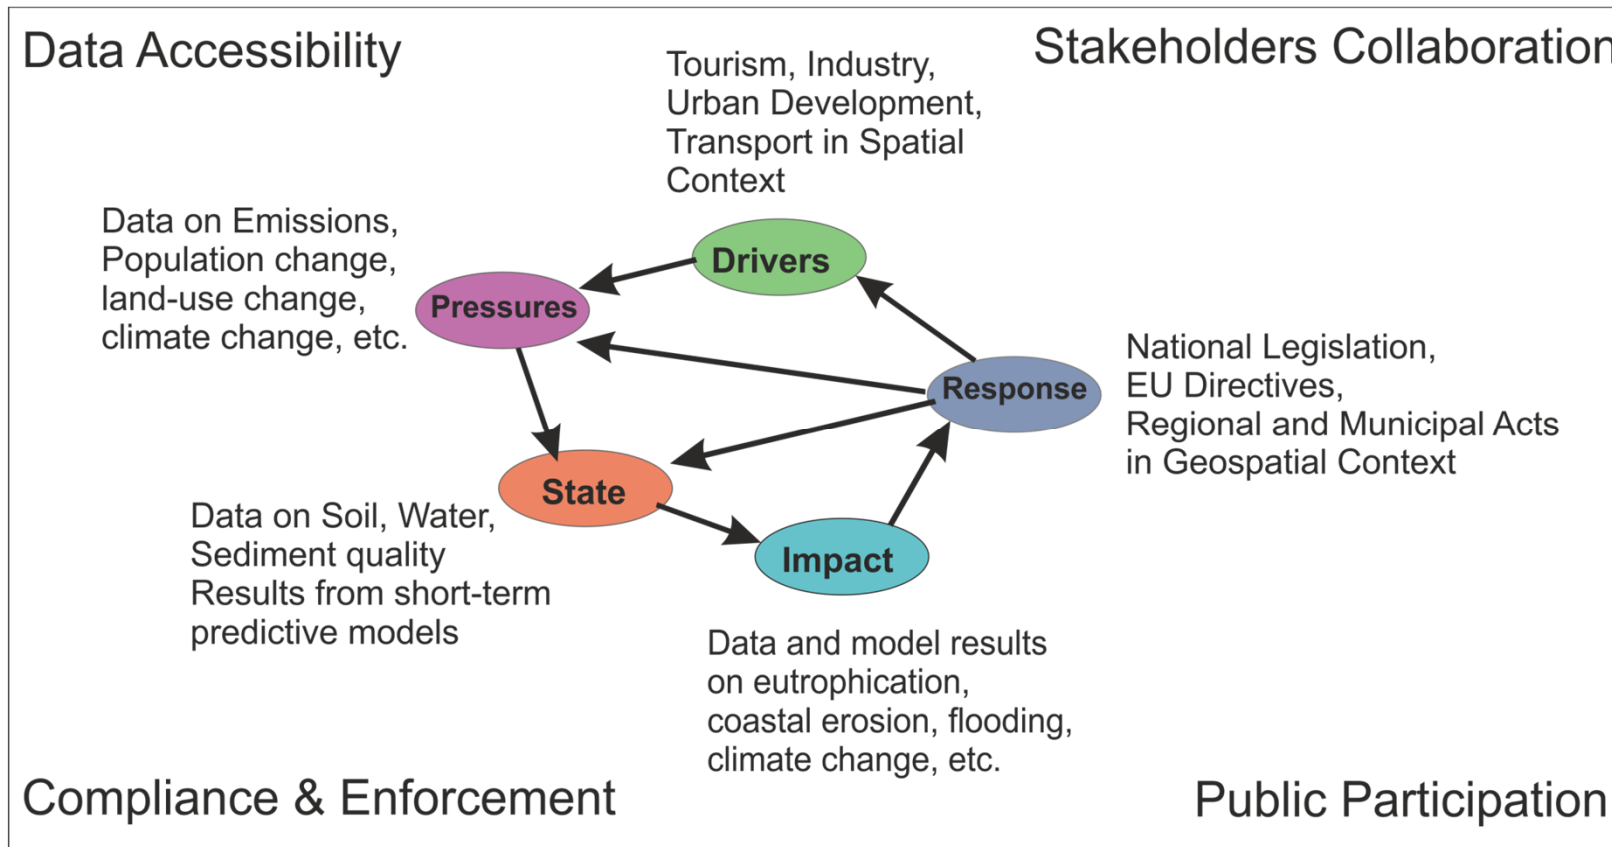 Data Accessibility
Stakeholders Collaboration
Tourism, Industry,
Urban Development,
Transport in Spatial
Context
Data on Emissions,
Population change,
land-use change,
climate change, etc.
Drivers
Pressures
Response
National Legislation,
EU Directives,
Regional and Municipal Acts
in Geospatial Context
State
Data on Soil, Water,
Sediment quality
Results from short-term
predictive models
Impact
Data and model results
on eutrophication,
coastal erosion, flooding,
climate change, etc.
Compliance & Enforcement
Public Participation